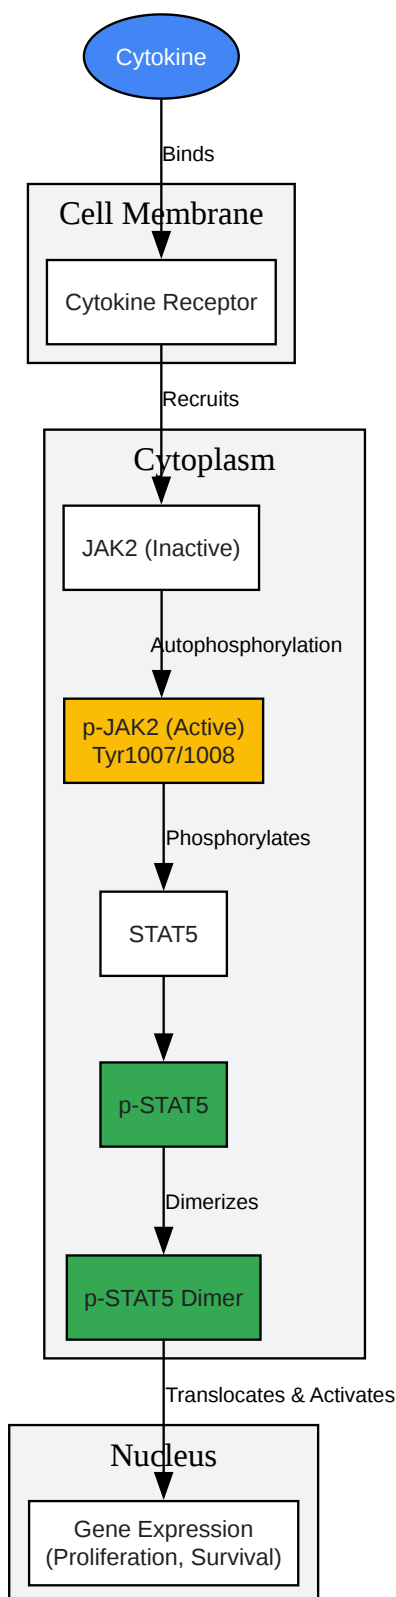 Cytokine
Binds
Cell Membrane
Cytokine Receptor
Recruits
Cytoplasm
JAK2 (Inactive)
Autophosphorylation
p-JAK2 (Active)
Tyr1007/1008
Phosphorylates
STAT5
p-STAT5
Dimerizes
p-STAT5 Dimer
Translocates & Activates
Nucleus
Gene Expression
(Proliferation, Survival)